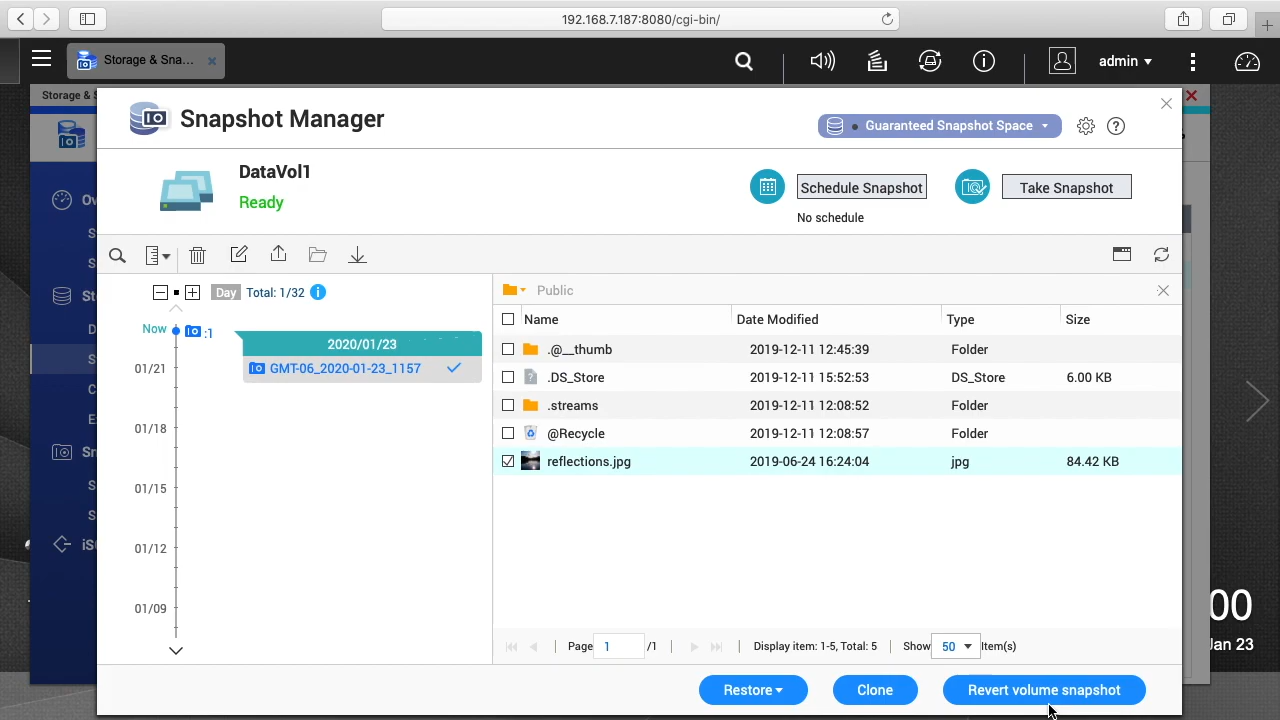 192.168.7.187:8080/cgi-bin/
Storage & Sna...
admin
Storage & S
Snapshot Manager
Guaranteed Snapshot Space
DataVol1
Ready
Schedule Snapshot
Take Snapshot
No schedule
Day Total: 1/32
Public
Now :1
2020/01/23
GMT-06_2020-01-23_1157
01/21
01/18
01/15
01/12
01/09
Name Date Modified Type Size
.@__thumb 2019-12-11 12:45:39 Folder
.DS_Store 2019-12-11 15:52:53 DS_Store 6.00 KB
.streams 2019-12-11 12:08:52 Folder
@Recycle 2019-12-11 12:08:57 Folder
reflections.jpg 2019-06-24 16:24:04 jpg 84.42 KB
Page 1 /1 Display item: 1-5, Total: 5 Show 50 Item(s)
Restore Clone Revert volume snapshot
00
Jan 23